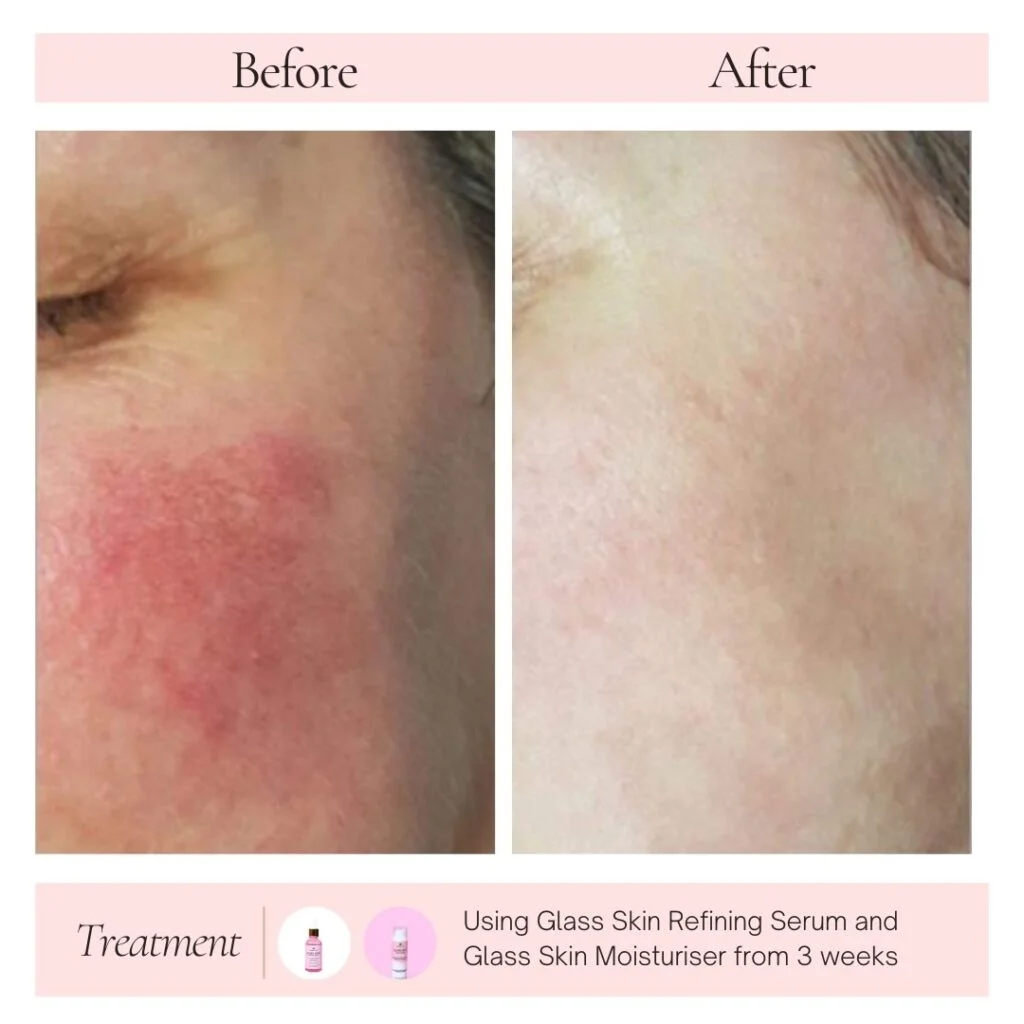 Before
After
Treatment
Using Glass Skin Refining Serum and
Glass Skin Moisturiser from 3 weeks